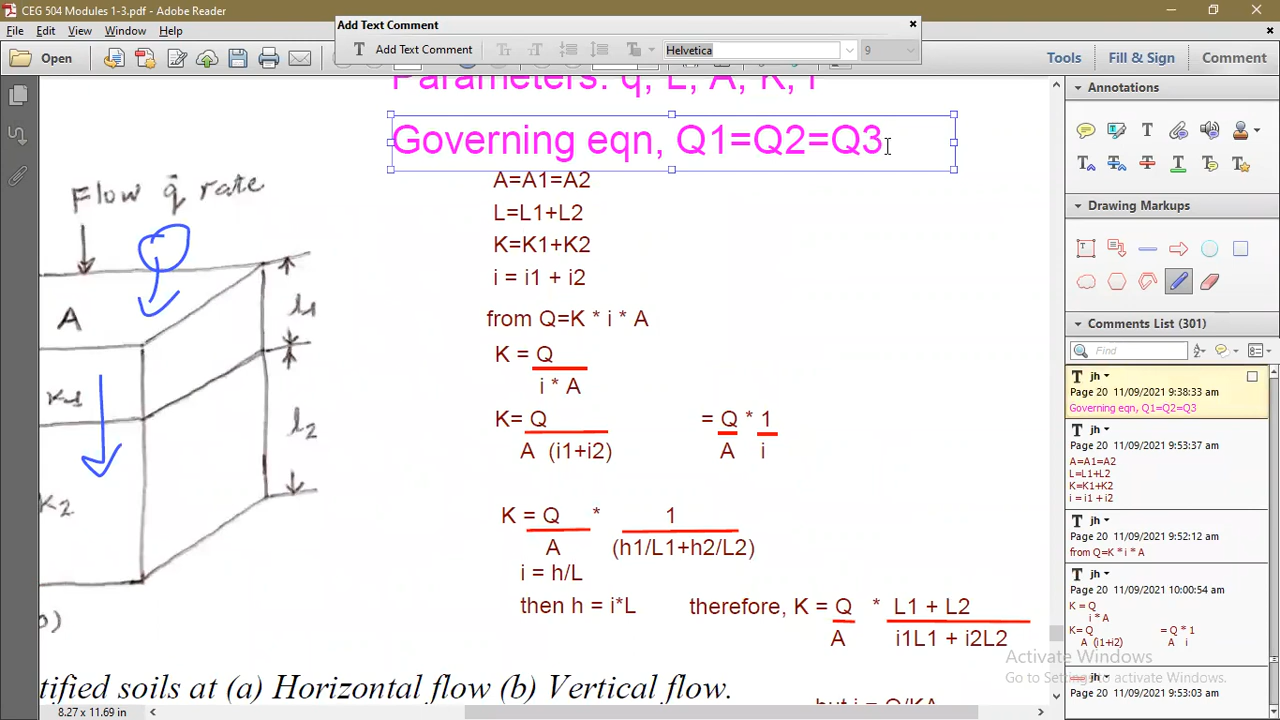 CEG 504 Modules 1-3.pdf - Adobe Reader
File Edit View Window Help
Add Text Comment
Open
Add Text Comment
Helvetica
9
Tools
Fill & Sign
Comment
Parameters: q, L, A, K, i
Governing eqn, Q1=Q2=Q3
A=A1=A2
L=L1+L2
K=K1+K2
i = i1 + i2
from Q=K * i * A
K = Q
i * A
K= Q = Q * 1
A (i1+i2) A i
K = Q * 1
A (h1/L1+h2/L2)
i = h/L
then h = i*L therefore, K = Q * L1 + L2
A i1L1 + i2L2
but i = Q/KA
Flow q rate
A
l1
K1
l2
K2
tified soils at (a) Horizontal flow (b) Vertical flow.
8.27 x 11.69 in
Annotations
Drawing Markups
Comments List (301)
Find
jh
Page 20 11/09/2021 9:38:33 am
Governing eqn, Q1=Q2=Q3
jh
Page 20 11/09/2021 9:53:37 am
A=A1=A2
L=L1+L2
K=K1+K2
i = i1 + i2
jh
Page 20 11/09/2021 9:52:12 am
from Q=K * i * A
jh
Page 20 11/09/2021 10:00:54 am
K = Q
i * A
K= Q = Q * 1
A (i1+i2) A i
jh
Page 20 11/09/2021 9:53:03 am
Activate Windows
Go to Settings to activate Windows.